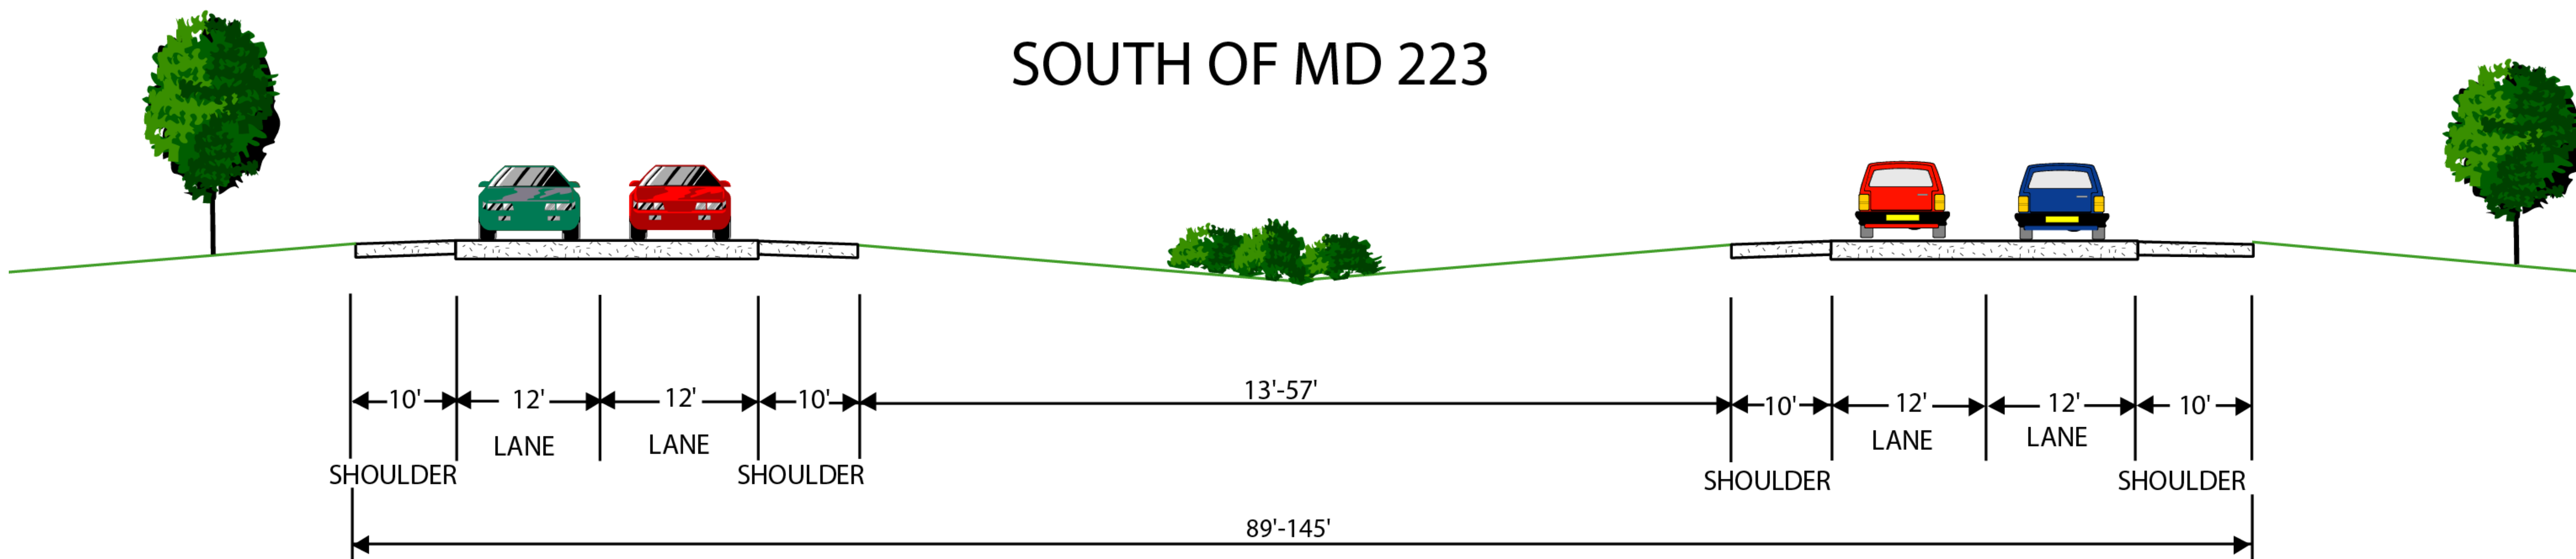 SOUTH OF MD 223
10' 12' 12' 10' 13'-57' 10' 12' 12' 10'
LANE LANE LANE LANE
SHOULDER SHOULDER SHOULDER SHOULDER
89'-145'